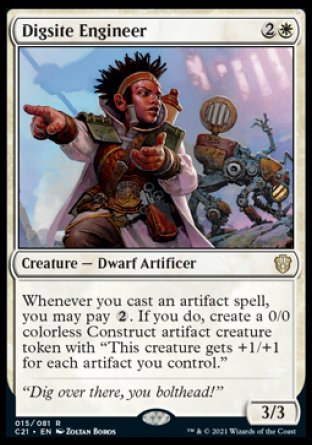 Digsite Engineer 2
Creature — Dwarf Artificer
Whenever you cast an artifact spell,
you may pay 2. If you do, create a 0/0
colorless Construct artifact creature
token with “This creature gets +1/+1
for each artifact you control.”
“Dig over there, you bolthead!”
3/3
015/081 R
C21 • EN Zoltan Boros
™ & © 2021 Wizards of the Coast